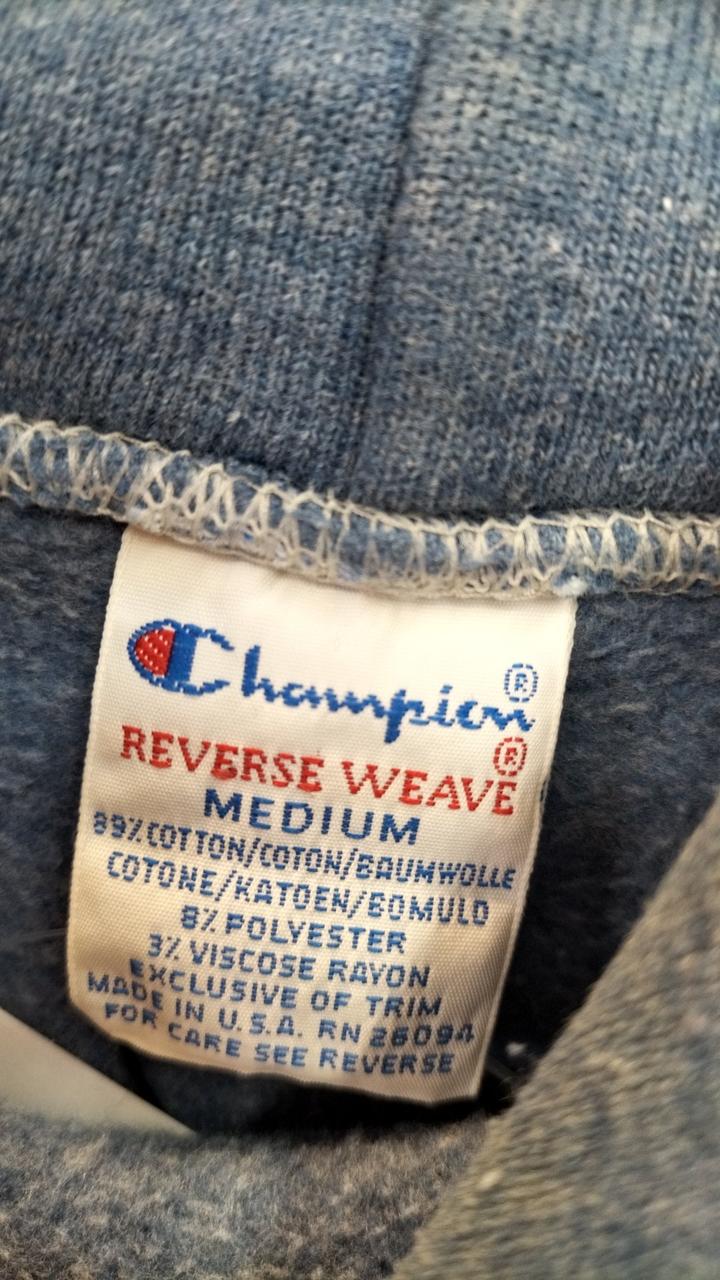 Champion®
REVERSE WEAVE®
MEDIUM
89% COTTON/COTON/BAUMWOLLE
COTONE/KATOEN/BOMULD
8% POLYESTER
3% VISCOSE RAYON
EXCLUSIVE OF TRIM
MADE IN U.S.A. RN 26094
FOR CARE SEE REVERSE